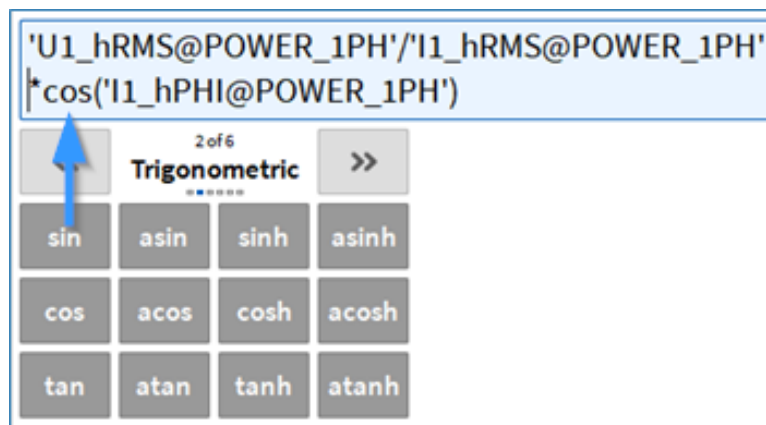 'U1_hRMS@POWER_1PH'/'I1_hRMS@POWER_1PH'
*cos('I1_hPHI@POWER_1PH')
2 of 6
Trigonometric »
sin asin sinh asinh
cos acos cosh acosh
tan atan tanh atanh